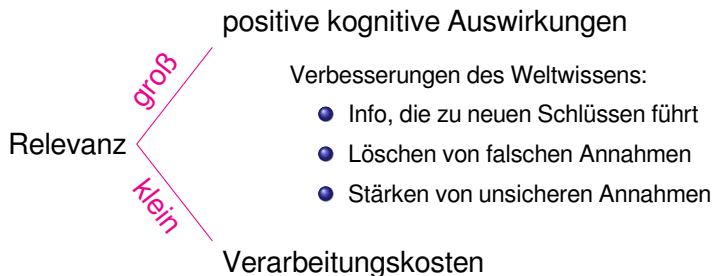 positive kognitive Auswirkungen
groß
Verbesserungen des Weltwissens:
Info, die zu neuen Schlüssen führt
Relevanz
Löschen von falschen Annahmen
klein
Stärken von unsicheren Annahmen
Verarbeitungskosten